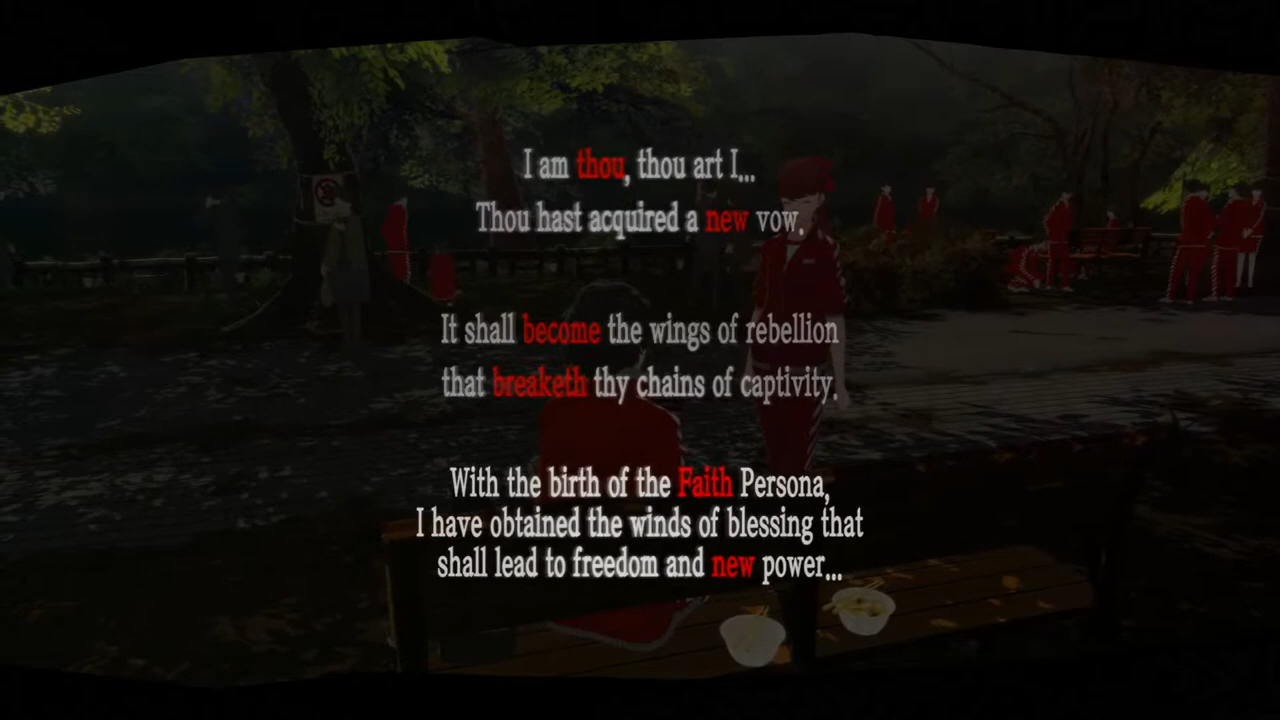 I am thou, thou art I...
Thou hast acquired a new vow.
It shall become the wings of rebellion
that breaketh thy chains of captivity.
With the birth of the Faith Persona,
I have obtained the winds of blessing that
shall lead to freedom and new power...